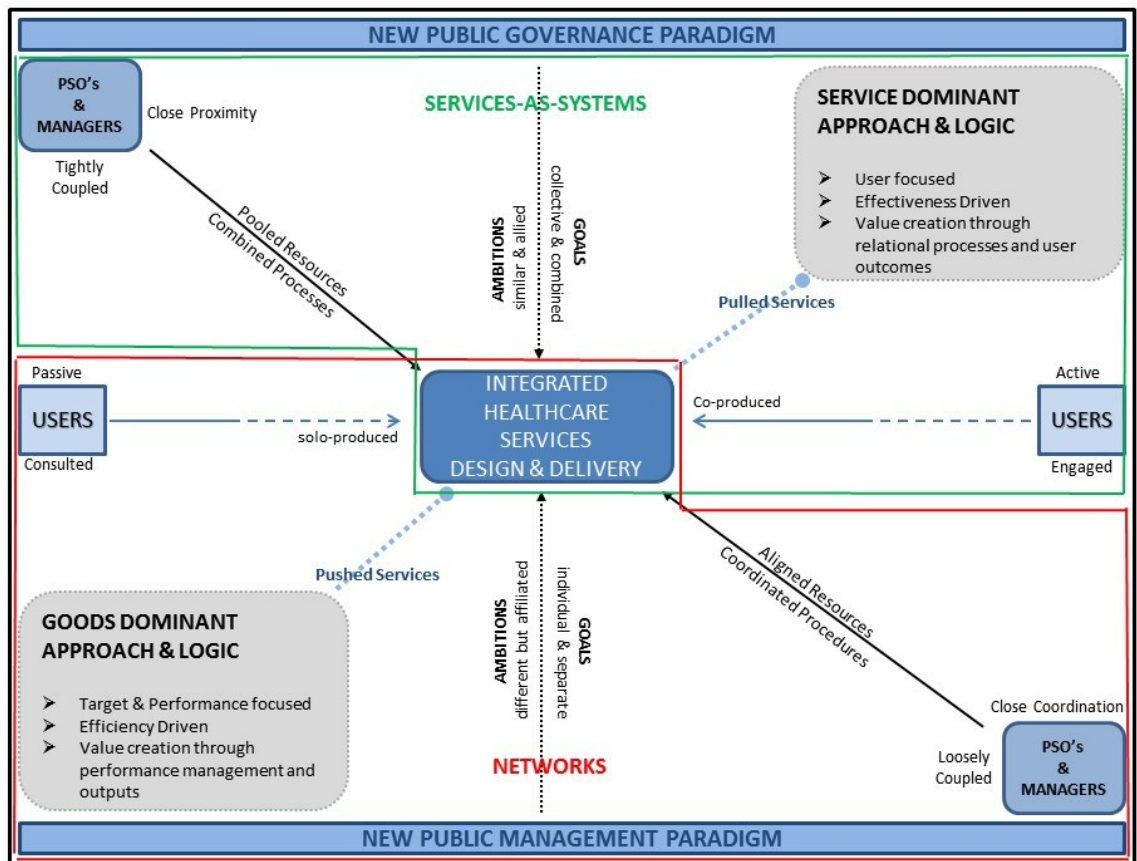 NEW PUBLIC GOVERNANCE PARADIGM
PSO's
&
MANAGERS
Close Proximity
Tightly
Coupled
SERVICES-AS-SYSTEMS
SERVICE DOMINANT
APPROACH & LOGIC
➤ User focused
➤ Effectiveness Driven
➤ Value creation through
relational processes and user
outcomes
Pooled Resources
Combined Processes
AMBITIONS
similar & allied
GOALS
collective & combined
Pulled Services
Passive
USERS
Consulted
solo-produced
INTEGRATED
HEALTHCARE
SERVICES
DESIGN & DELIVERY
Co-produced
Active
USERS
Engaged
Pushed Services
GOODS DOMINANT
APPROACH & LOGIC
➤ Target & Performance focused
➤ Efficiency Driven
➤ Value creation through
performance management and
outputs
AMBITIONS
different but affiliated
GOALS
individual & separate
NETWORKS
Aligned Resources
Coordinated Procedures
Close Coordination
Loosely
Coupled
PSO's
&
MANAGERS
NEW PUBLIC MANAGEMENT PARADIGM